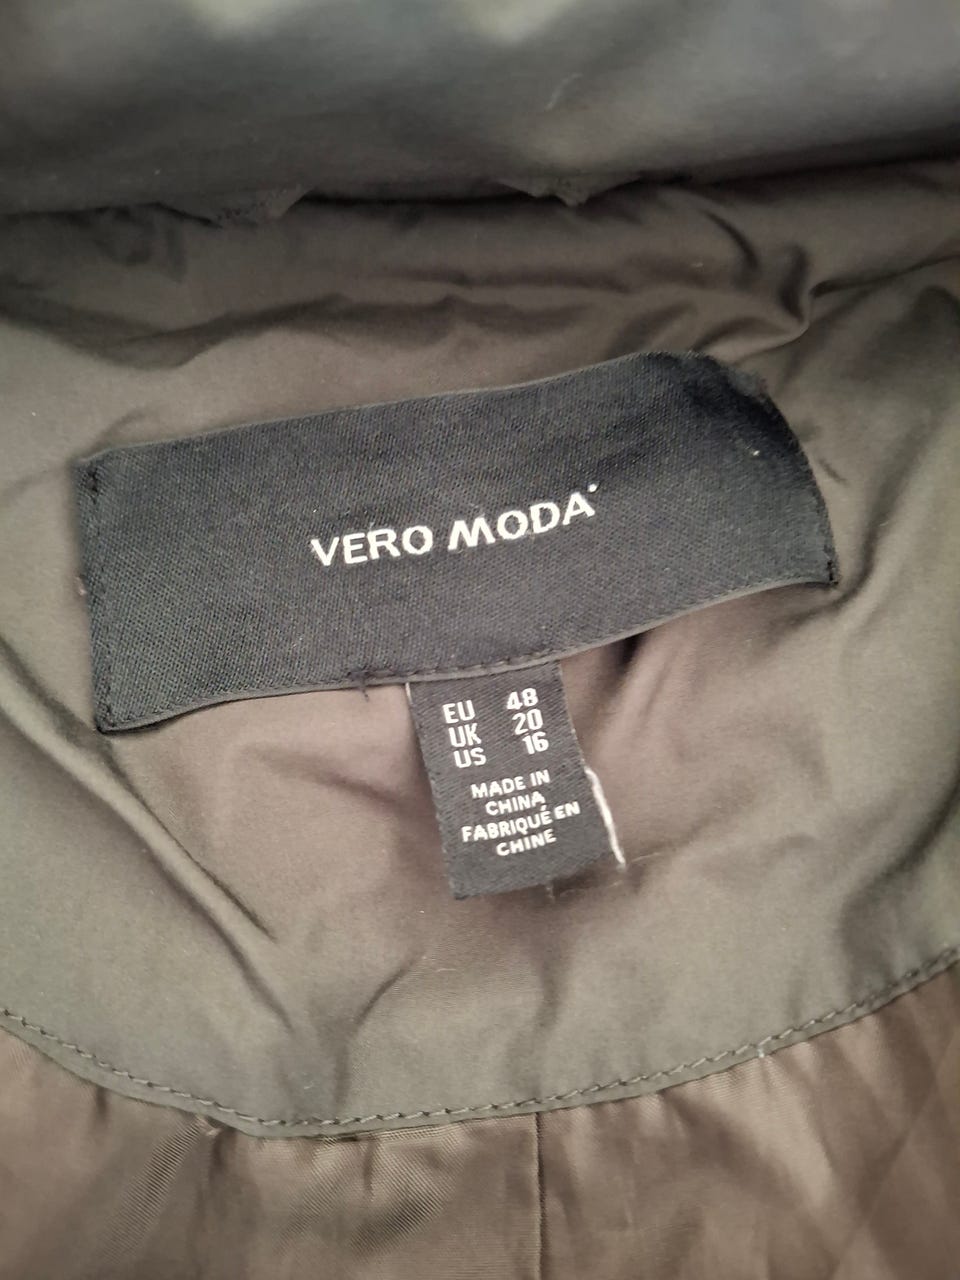 VERO MODA
EU 48
UK 20
US 16
MADE IN
CHINA
FABRIQUÉ EN
CHINE